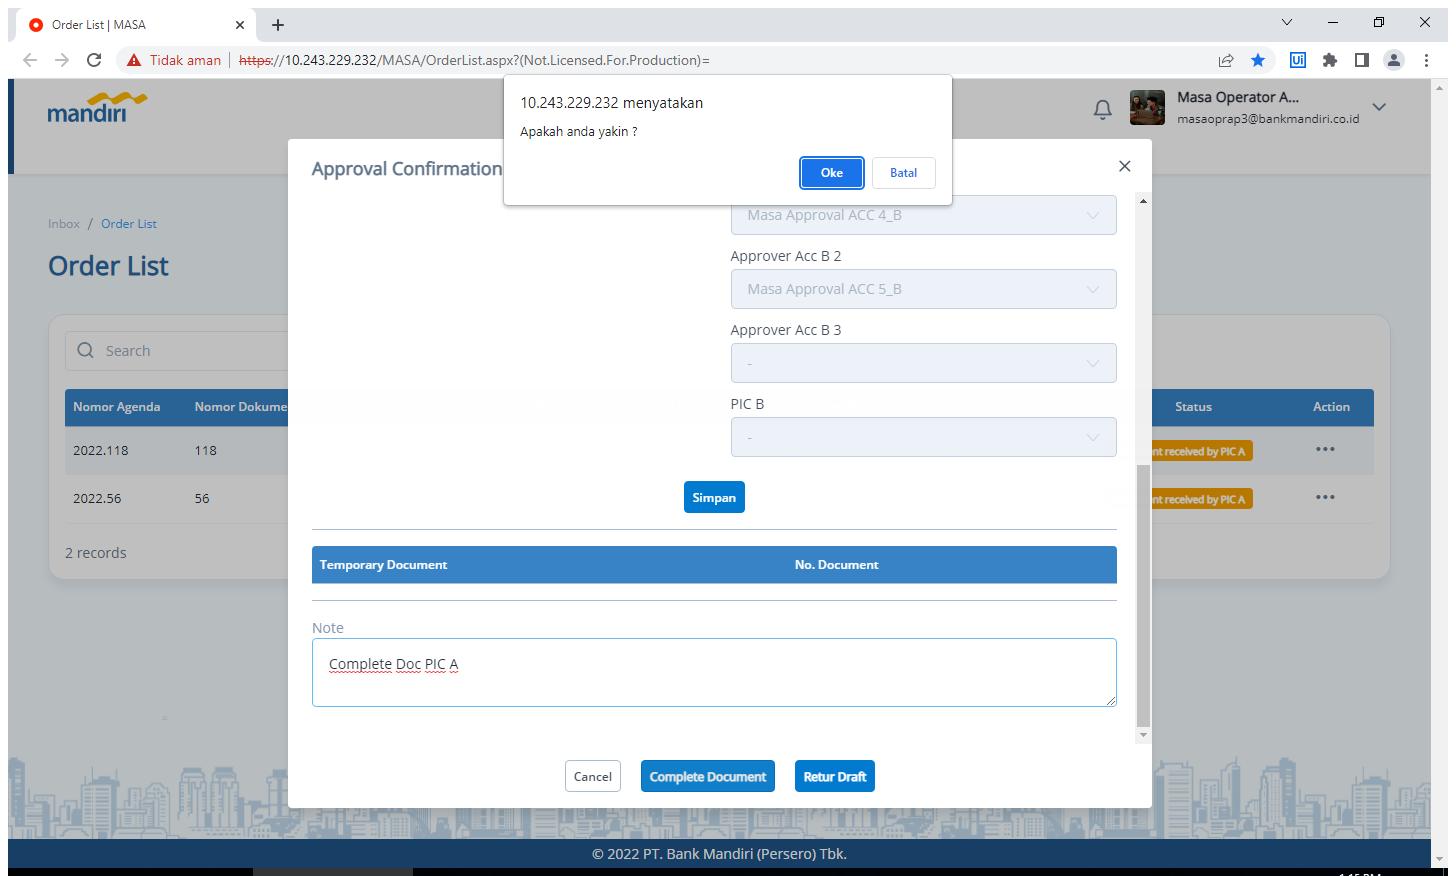 Order List | MASA
Tidak aman
https://10.243.229.232/MASA/OrderList.aspx?(Not.Licensed.For.Production)=
10.243.229.232 menyatakan
Apakah anda yakin ?
Oke
Batal
mandiri
Masa Operator A...
masaoprap3@bankmandiri.co.id
Approval Confirmation
Inbox / Order List
Order List
Search
Nomor Agenda
Nomor Dokume
Status
Action
2022.118
118
nt received by PIC A
2022.56
56
nt received by PIC A
2 records
Masa Approval ACC 4_B
Approver Acc B 2
Masa Approval ACC 5_B
Approver Acc B 3
-
PIC B
-
Simpan
Temporary Document
No. Document
Note
Complete Doc PIC A
Cancel
Complete Document
Retur Draft
© 2022 PT. Bank Mandiri (Persero) Tbk.